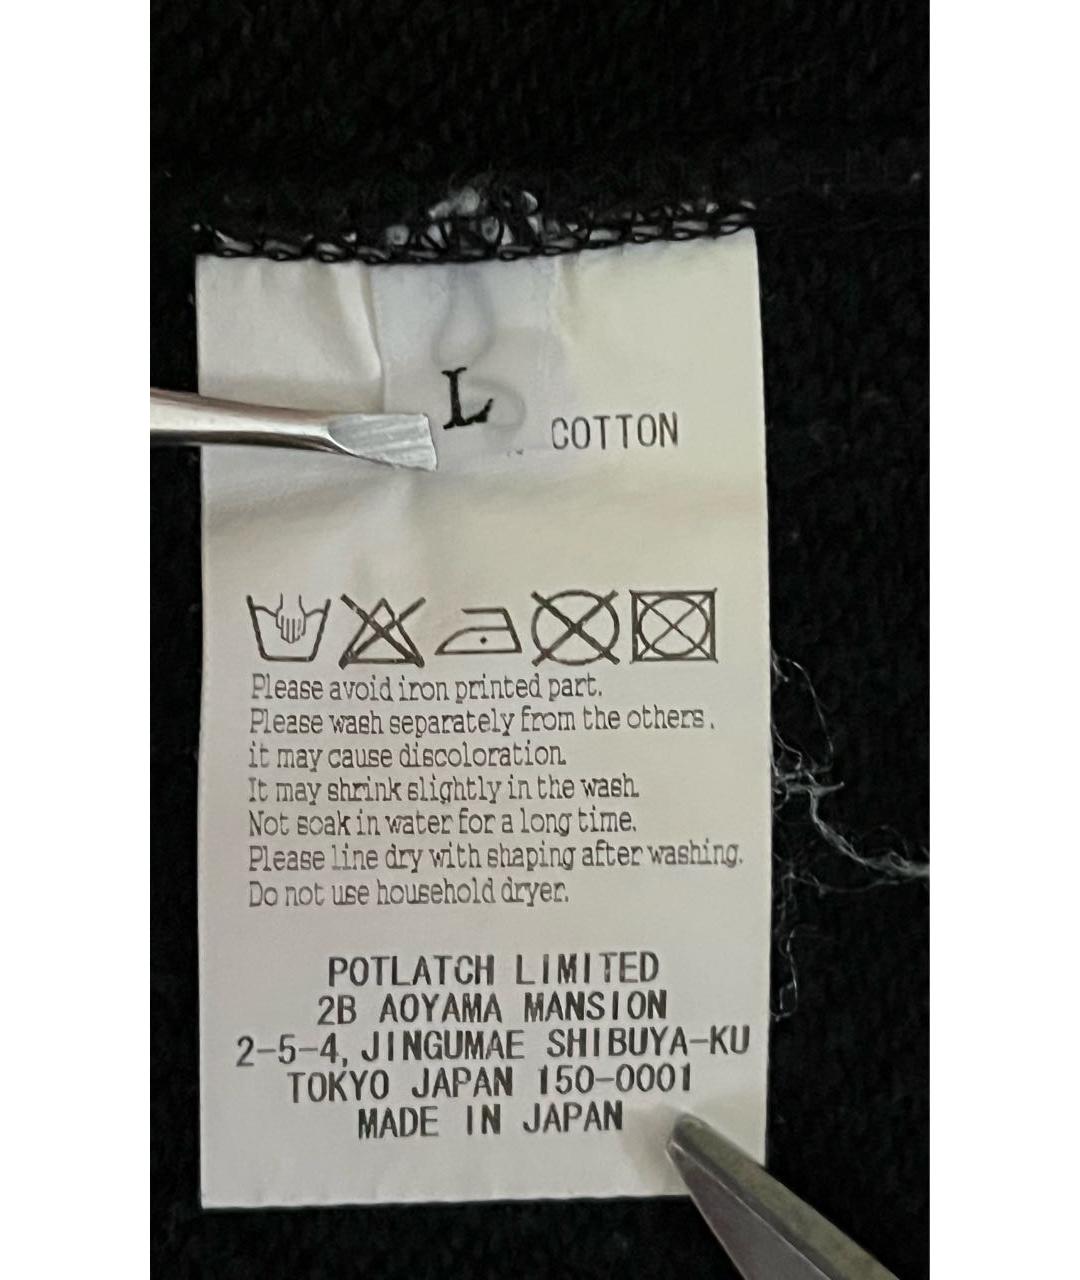 L
COTTON
Please avoid iron printed part.
Please wash separately from the others,
it may cause discoloration.
It may shrink slightly in the wash.
Not soak in water for a long time.
Please line dry with shaping after washing.
Do not use household dryer.
POTLATCH LIMITED
2B AOYAMA MANSION
2-5-4, JINGUMAE SHIBUYA-KU
TOKYO JAPAN 150-0001
MADE IN JAPAN